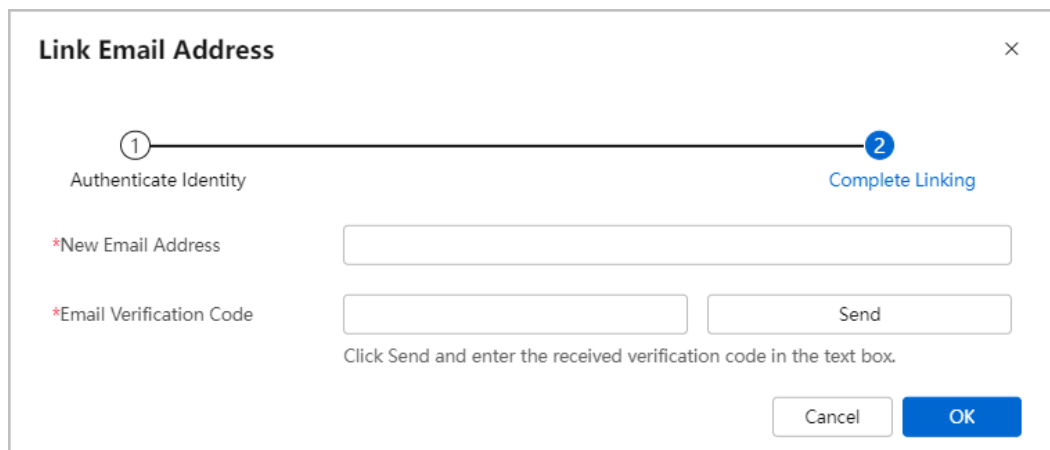 Link Email Address
1 2
Authenticate Identity Complete Linking
*New Email Address
*Email Verification Code Send
Click Send and enter the received verification code in the text box.
Cancel OK